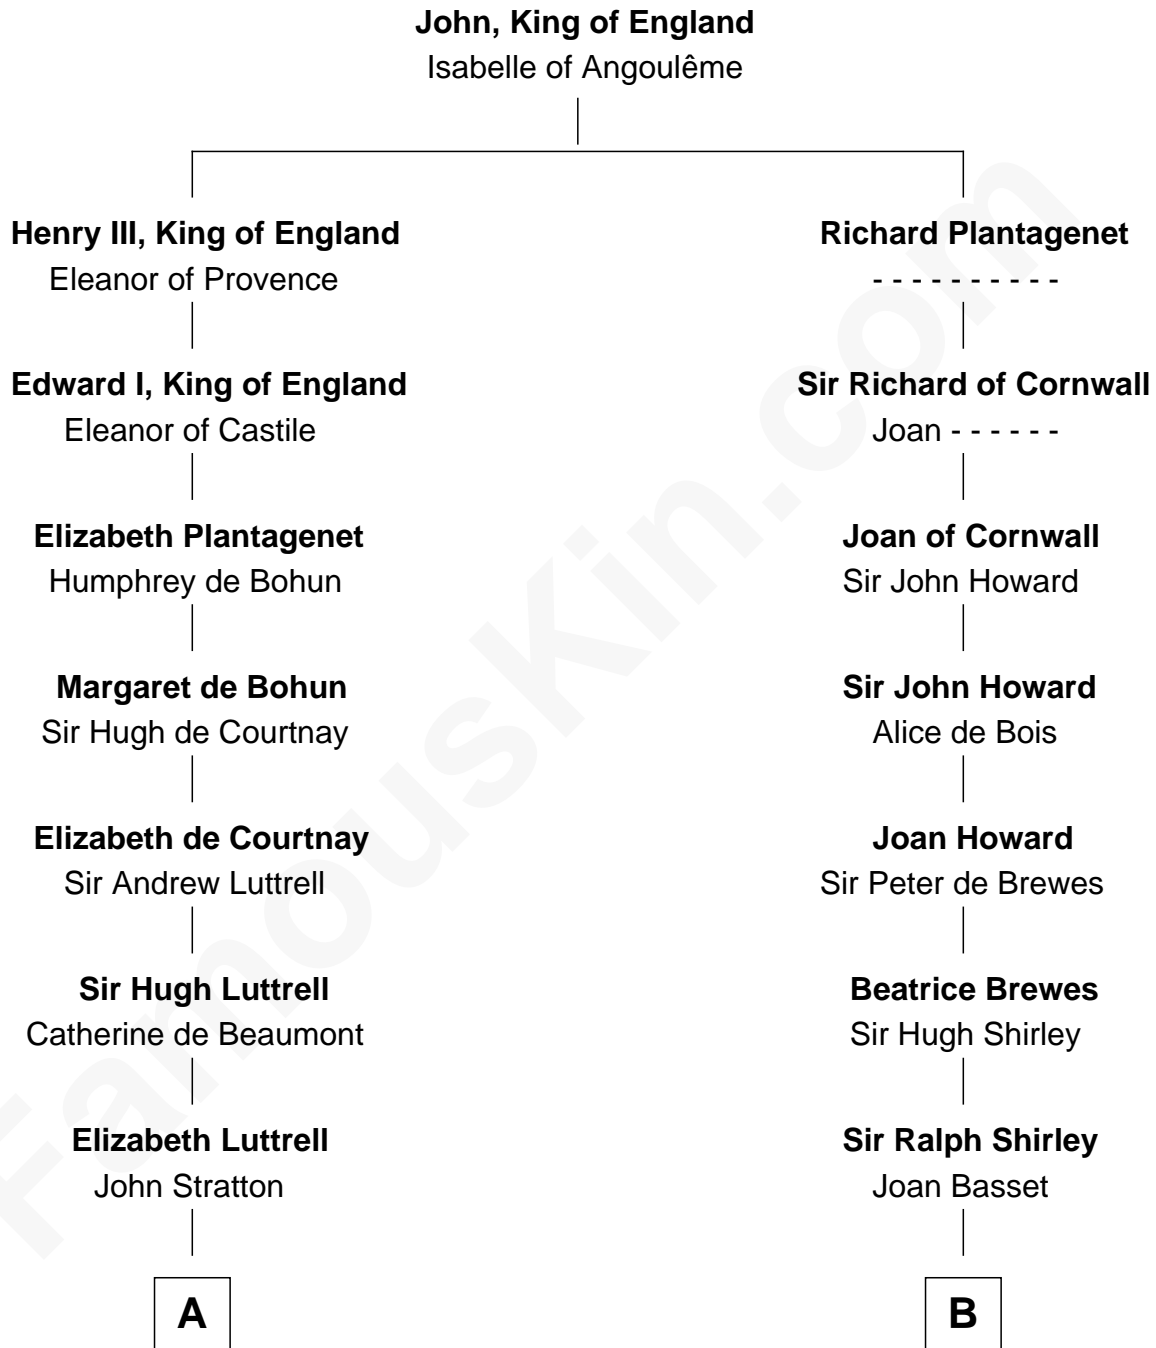 John, King of England
Isabelle of Angoulême
Henry III, King of England
Eleanor of Provence
Richard Plantagenet
- - - - - - - - - -
Edward I, King of England
Eleanor of Castile
Sir Richard of Cornwall
Joan - - - - - -
Elizabeth Plantagenet
Humphrey de Bohun
Joan of Cornwall
Sir John Howard
Margaret de Bohun
Sir Hugh de Courtnay
Sir John Howard
Alice de Bois
Elizabeth de Courtnay
Sir Andrew Luttrell
Joan Howard
Sir Peter de Brewes
Sir Hugh Luttrell
Catherine de Beaumont
Beatrice Brewes
Sir Hugh Shirley
Elizabeth Luttrell
John Stratton
Sir Ralph Shirley
Joan Basset
A
B
FamousKin.com